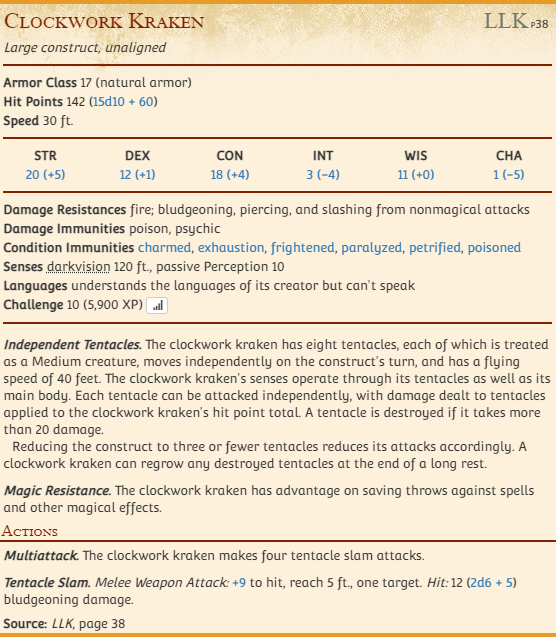 Clockwork Kraken LLK P38
Large construct, unaligned
Armor Class 17 (natural armor)
Hit Points 142 (15d10 + 60)
Speed 30 ft.
STR DEX CON INT WIS CHA
20 (+5) 12 (+1) 18 (+4) 3 (−4) 11 (+0) 1 (−5)
Damage Resistances fire; bludgeoning, piercing, and slashing from nonmagical attacks
Damage Immunities poison, psychic
Condition Immunities charmed, exhaustion, frightened, paralyzed, petrified, poisoned
Senses darkvision 120 ft., passive Perception 10
Languages understands the languages of its creator but can't speak
Challenge 10 (5,900 XP)
Independent Tentacles. The clockwork kraken has eight tentacles, each of which is treated
as a Medium creature, moves independently on the construct's turn, and has a flying
speed of 40 feet. The clockwork kraken's senses operate through its tentacles as well as its
main body. Each tentacle can be attacked independently, with damage dealt to tentacles
applied to the clockwork kraken's hit point total. A tentacle is destroyed if it takes more
than 20 damage.
Reducing the construct to three or fewer tentacles reduces its attacks accordingly. A
clockwork kraken can regrow any destroyed tentacles at the end of a long rest.
Magic Resistance. The clockwork kraken has advantage on saving throws against spells
and other magical effects.
Actions
Multiattack. The clockwork kraken makes four tentacle slam attacks.
Tentacle Slam. Melee Weapon Attack: +9 to hit, reach 5 ft., one target. Hit: 12 (2d6 + 5)
bludgeoning damage.
Source: LLK, page 38